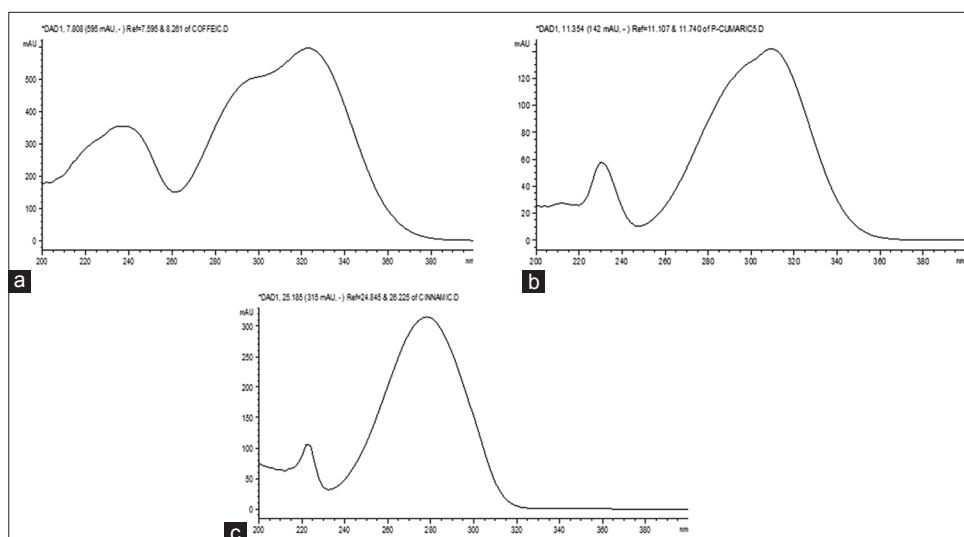 *DAD1, 7.808 (595 mAU, - ) Ref=7.595 & 8.261 of COFFEIC.D
mAU
600
500
400
300
200
100
0
200 220 240 260 280 300 320 340 360 380 nm
a
*DAD1, 11.354 (142 mAU, - ) Ref=11.107 & 11.740 of P-CUMARIC5.D
mAU
140
120
100
80
60
40
20
0
200 220 240 260 280 300 320 340 360 380 nm
b
*DAD1, 25.185 (315 mAU, - ) Ref=24.845 & 26.225 of CINNAMIC.D
mAU
300
250
200
150
100
50
0
200 220 240 260 280 300 320 340 360 380 nm
c